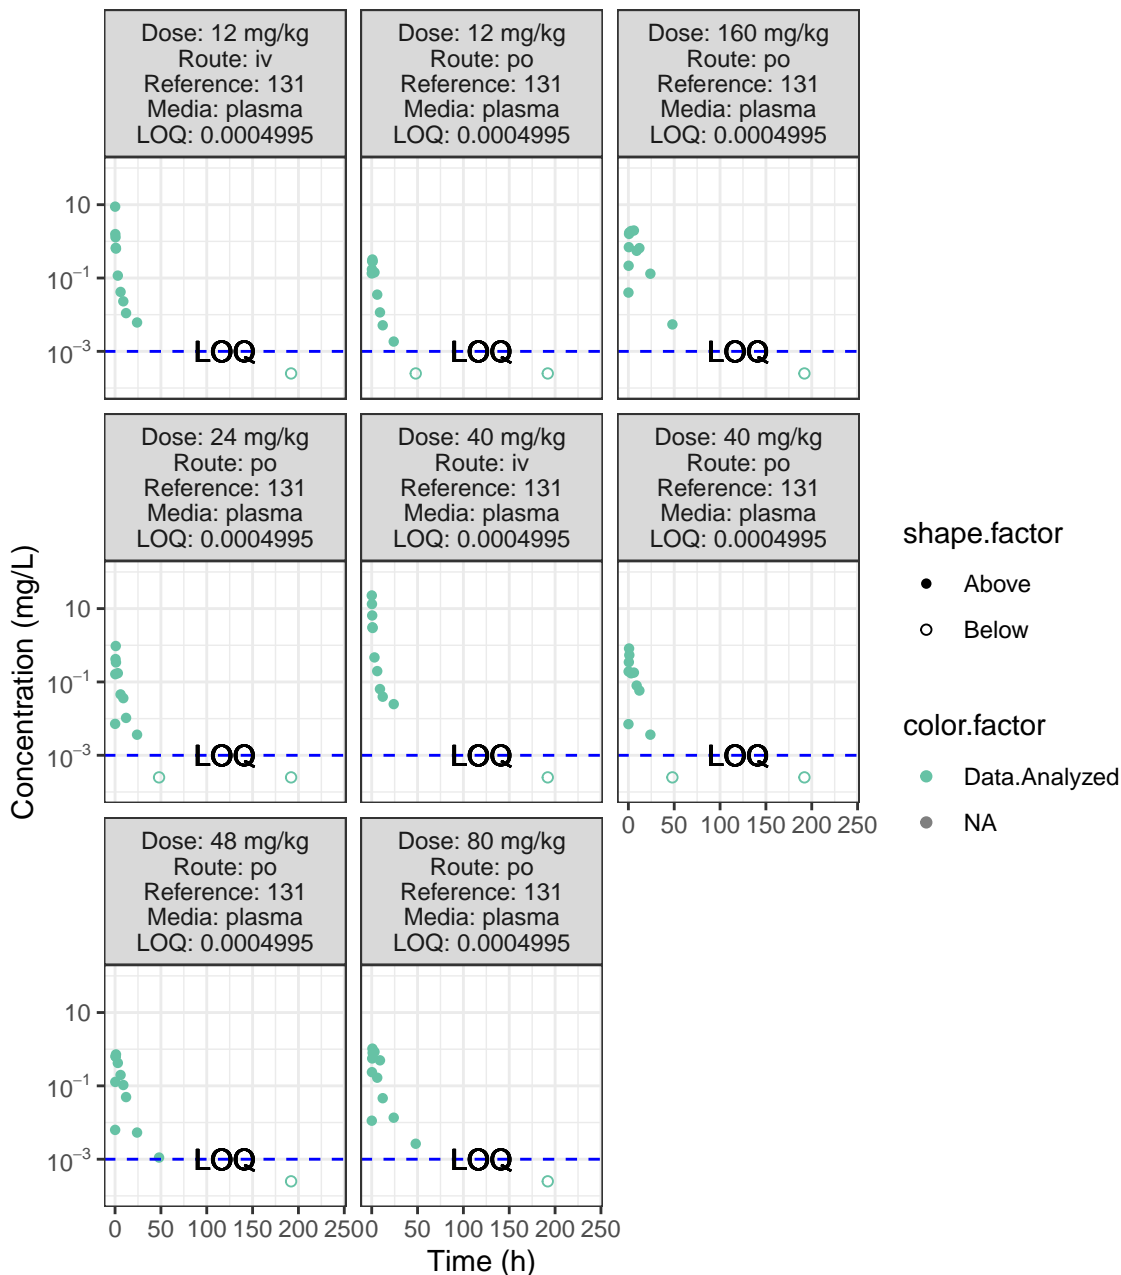 Dose: 12 mg/kg
Route: iv
Reference: 131
Media: plasma
LOQ: 0.0004995
Dose: 12 mg/kg
Route: po
Reference: 131
Media: plasma
LOQ: 0.0004995
Dose: 160 mg/kg
Route: po
Reference: 131
Media: plasma
LOQ: 0.0004995
10
10⁻¹
10⁻³
LOQ
LOQ
LOQ
Dose: 24 mg/kg
Route: po
Reference: 131
Media: plasma
LOQ: 0.0004995
Dose: 40 mg/kg
Route: iv
Reference: 131
Media: plasma
LOQ: 0.0004995
Dose: 40 mg/kg
Route: po
Reference: 131
Media: plasma
LOQ: 0.0004995
10
10⁻¹
10⁻³
LOQ
LOQ
LOQ
0 50 100 150 200 250
Dose: 48 mg/kg
Route: po
Reference: 131
Media: plasma
LOQ: 0.0004995
Dose: 80 mg/kg
Route: po
Reference: 131
Media: plasma
LOQ: 0.0004995
10
10⁻¹
10⁻³
LOQ
LOQ
0 50 100 150 200 250
0 50 100 150 200 250
Time (h)
Concentration (mg/L)
shape.factor
Above
Below
color.factor
Data.Analyzed
NA